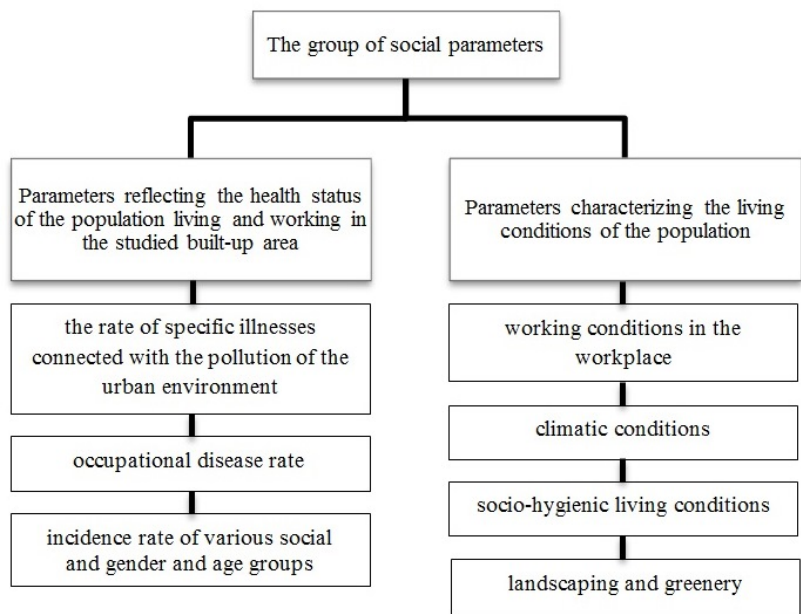 The group of social parameters
Parameters reflecting the health status
of the population living and working in
the studied built-up area
the rate of specific illnesses
connected with the pollution of the
urban environment
occupational disease rate
incidence rate of various social
and gender and age groups
Parameters characterizing the living
conditions of the population
working conditions in the
workplace
climatic conditions
socio-hygienic living conditions
landscaping and greenery